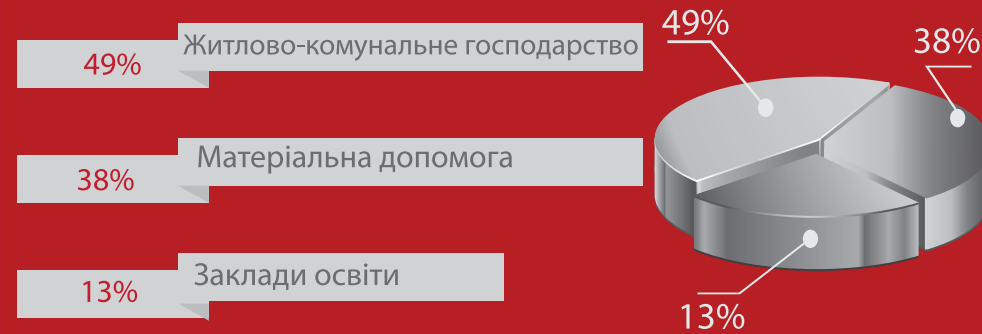 49% Житлово-комунальне господарство
38% Матеріальна допомога
13% Заклади освіти
49%
38%
13%